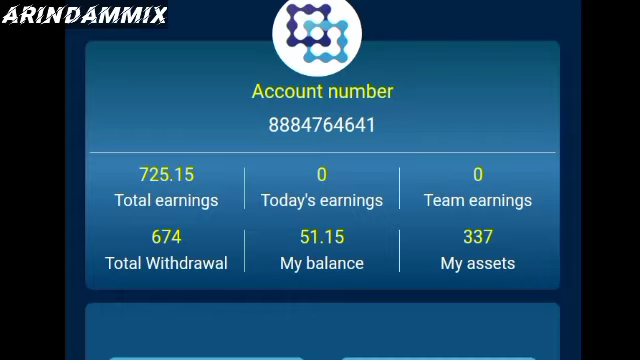 ARINDAMMIX
Account number
8884764641
725.15 0 0
Total earnings Today's earnings Team earnings
674 51.15 337
Total Withdrawal My balance My assets